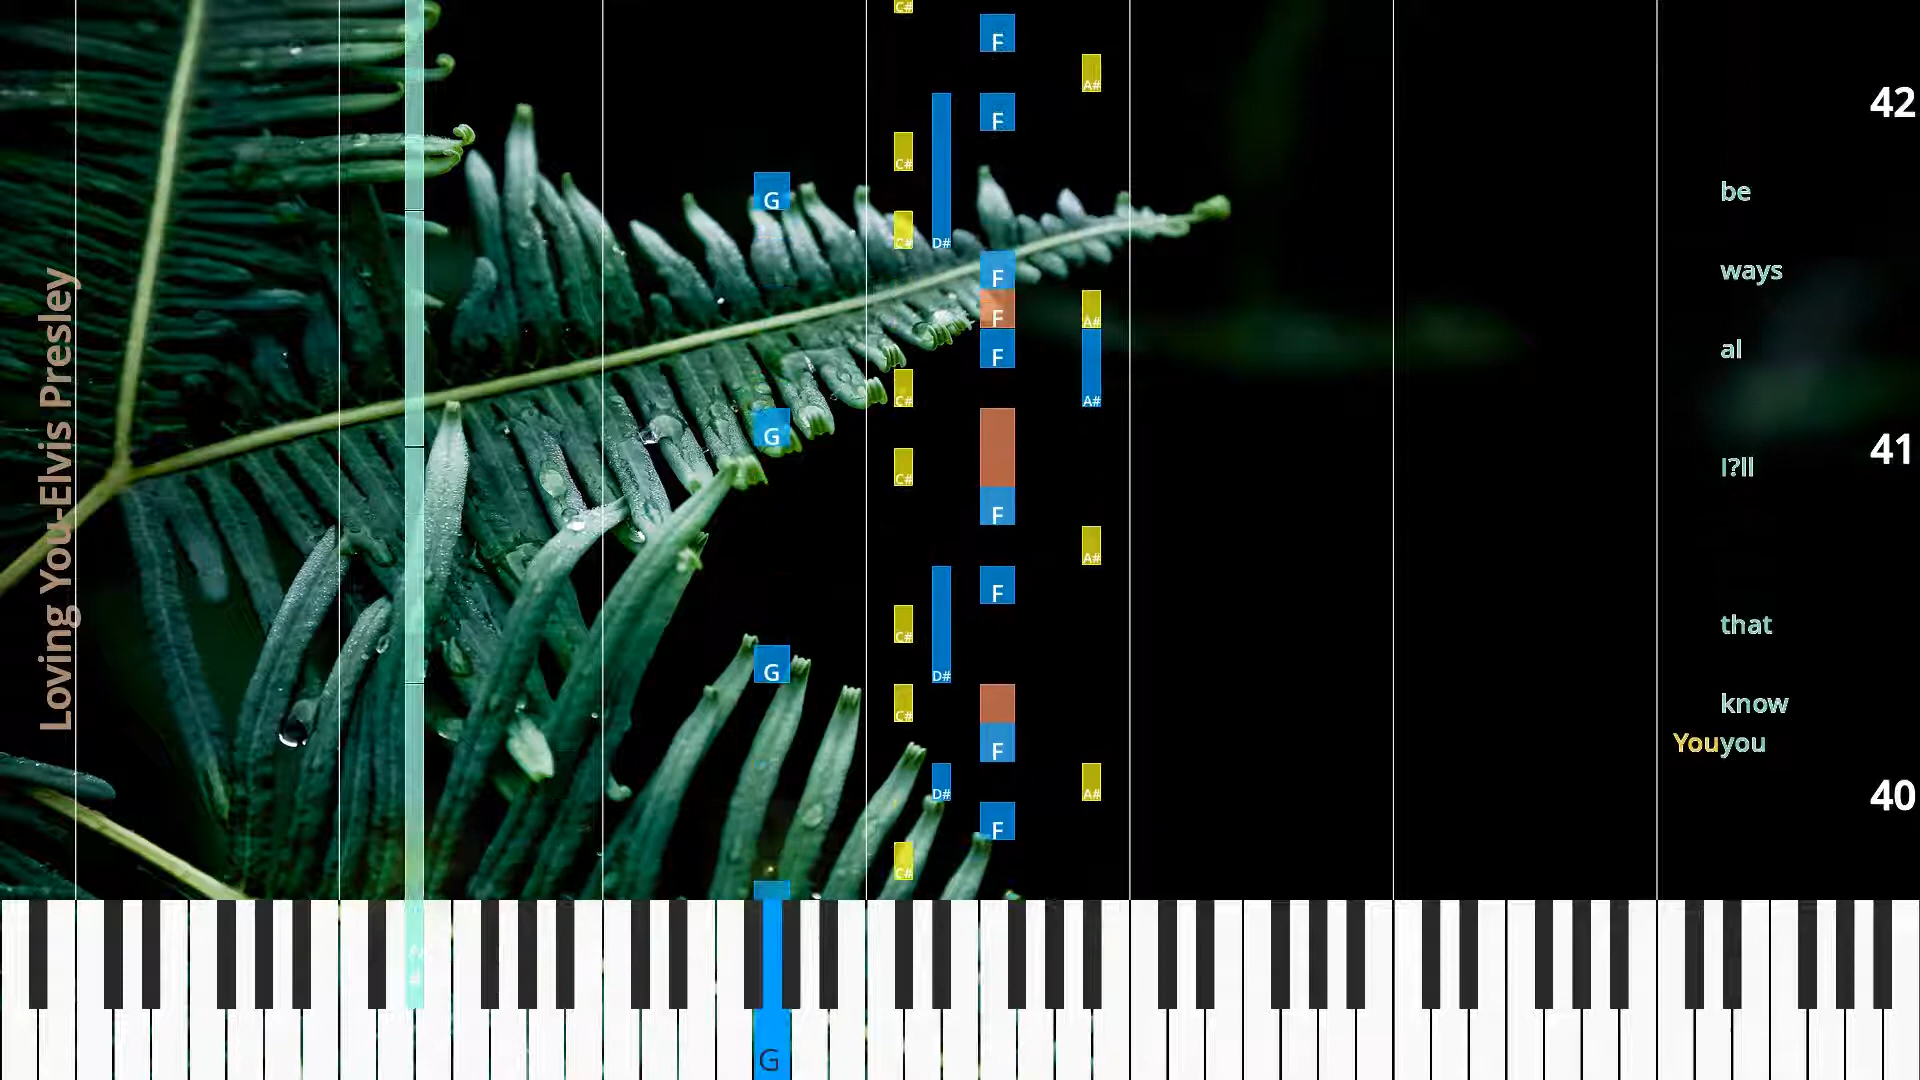 Loving You-Elvis Presley
C#
F
A#
42
F
C#
be
G
C# D#
F
ways
F A#
F
al
C# A#
G
41
C#
I?ll
F
A#
F
C#
that
G D#
C#
know
F
Youyou
D# A#
40
F
C#
G